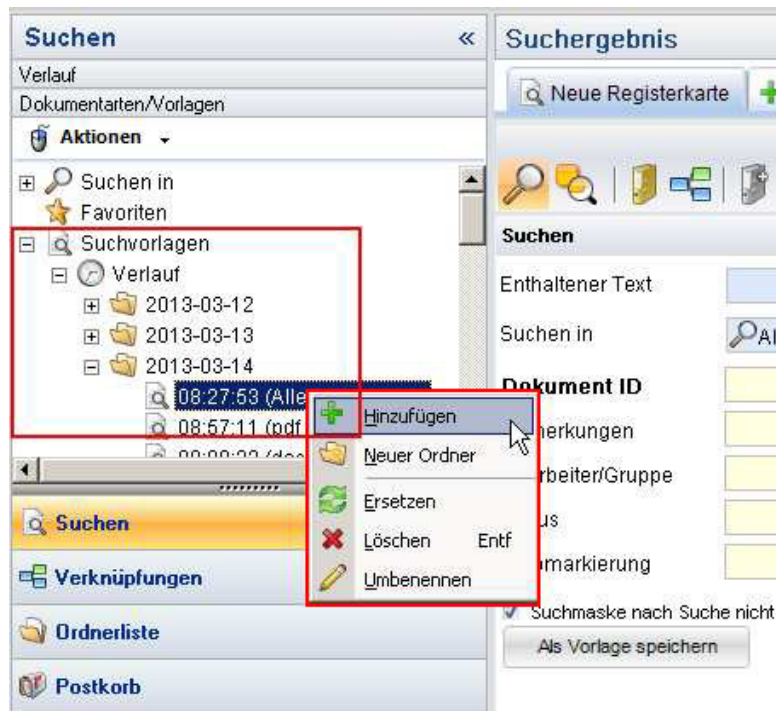 Suchen «
Verlauf
Dokumentarten/Vorlagen
Aktionen
Suchen in
Favoriten
Suchvorlagen
Verlauf
2013-03-12
2013-03-13
2013-03-14
08:27:53 (Alle
08:57:11 (pdf
Suchen
Verknüpfungen
Ordnerliste
Postkorb
Hinzufügen
Neuer Ordner
Ersetzen
Löschen Entf
Umbenennen
Suchergebnis
Neue Registerkarte
Suchen
Enthaltener Text
Suchen in
Dokument ID
merkungen
rbeiter/Gruppe
us
markierung
Suchmaske nach Suche nicht
Als Vorlage speichern